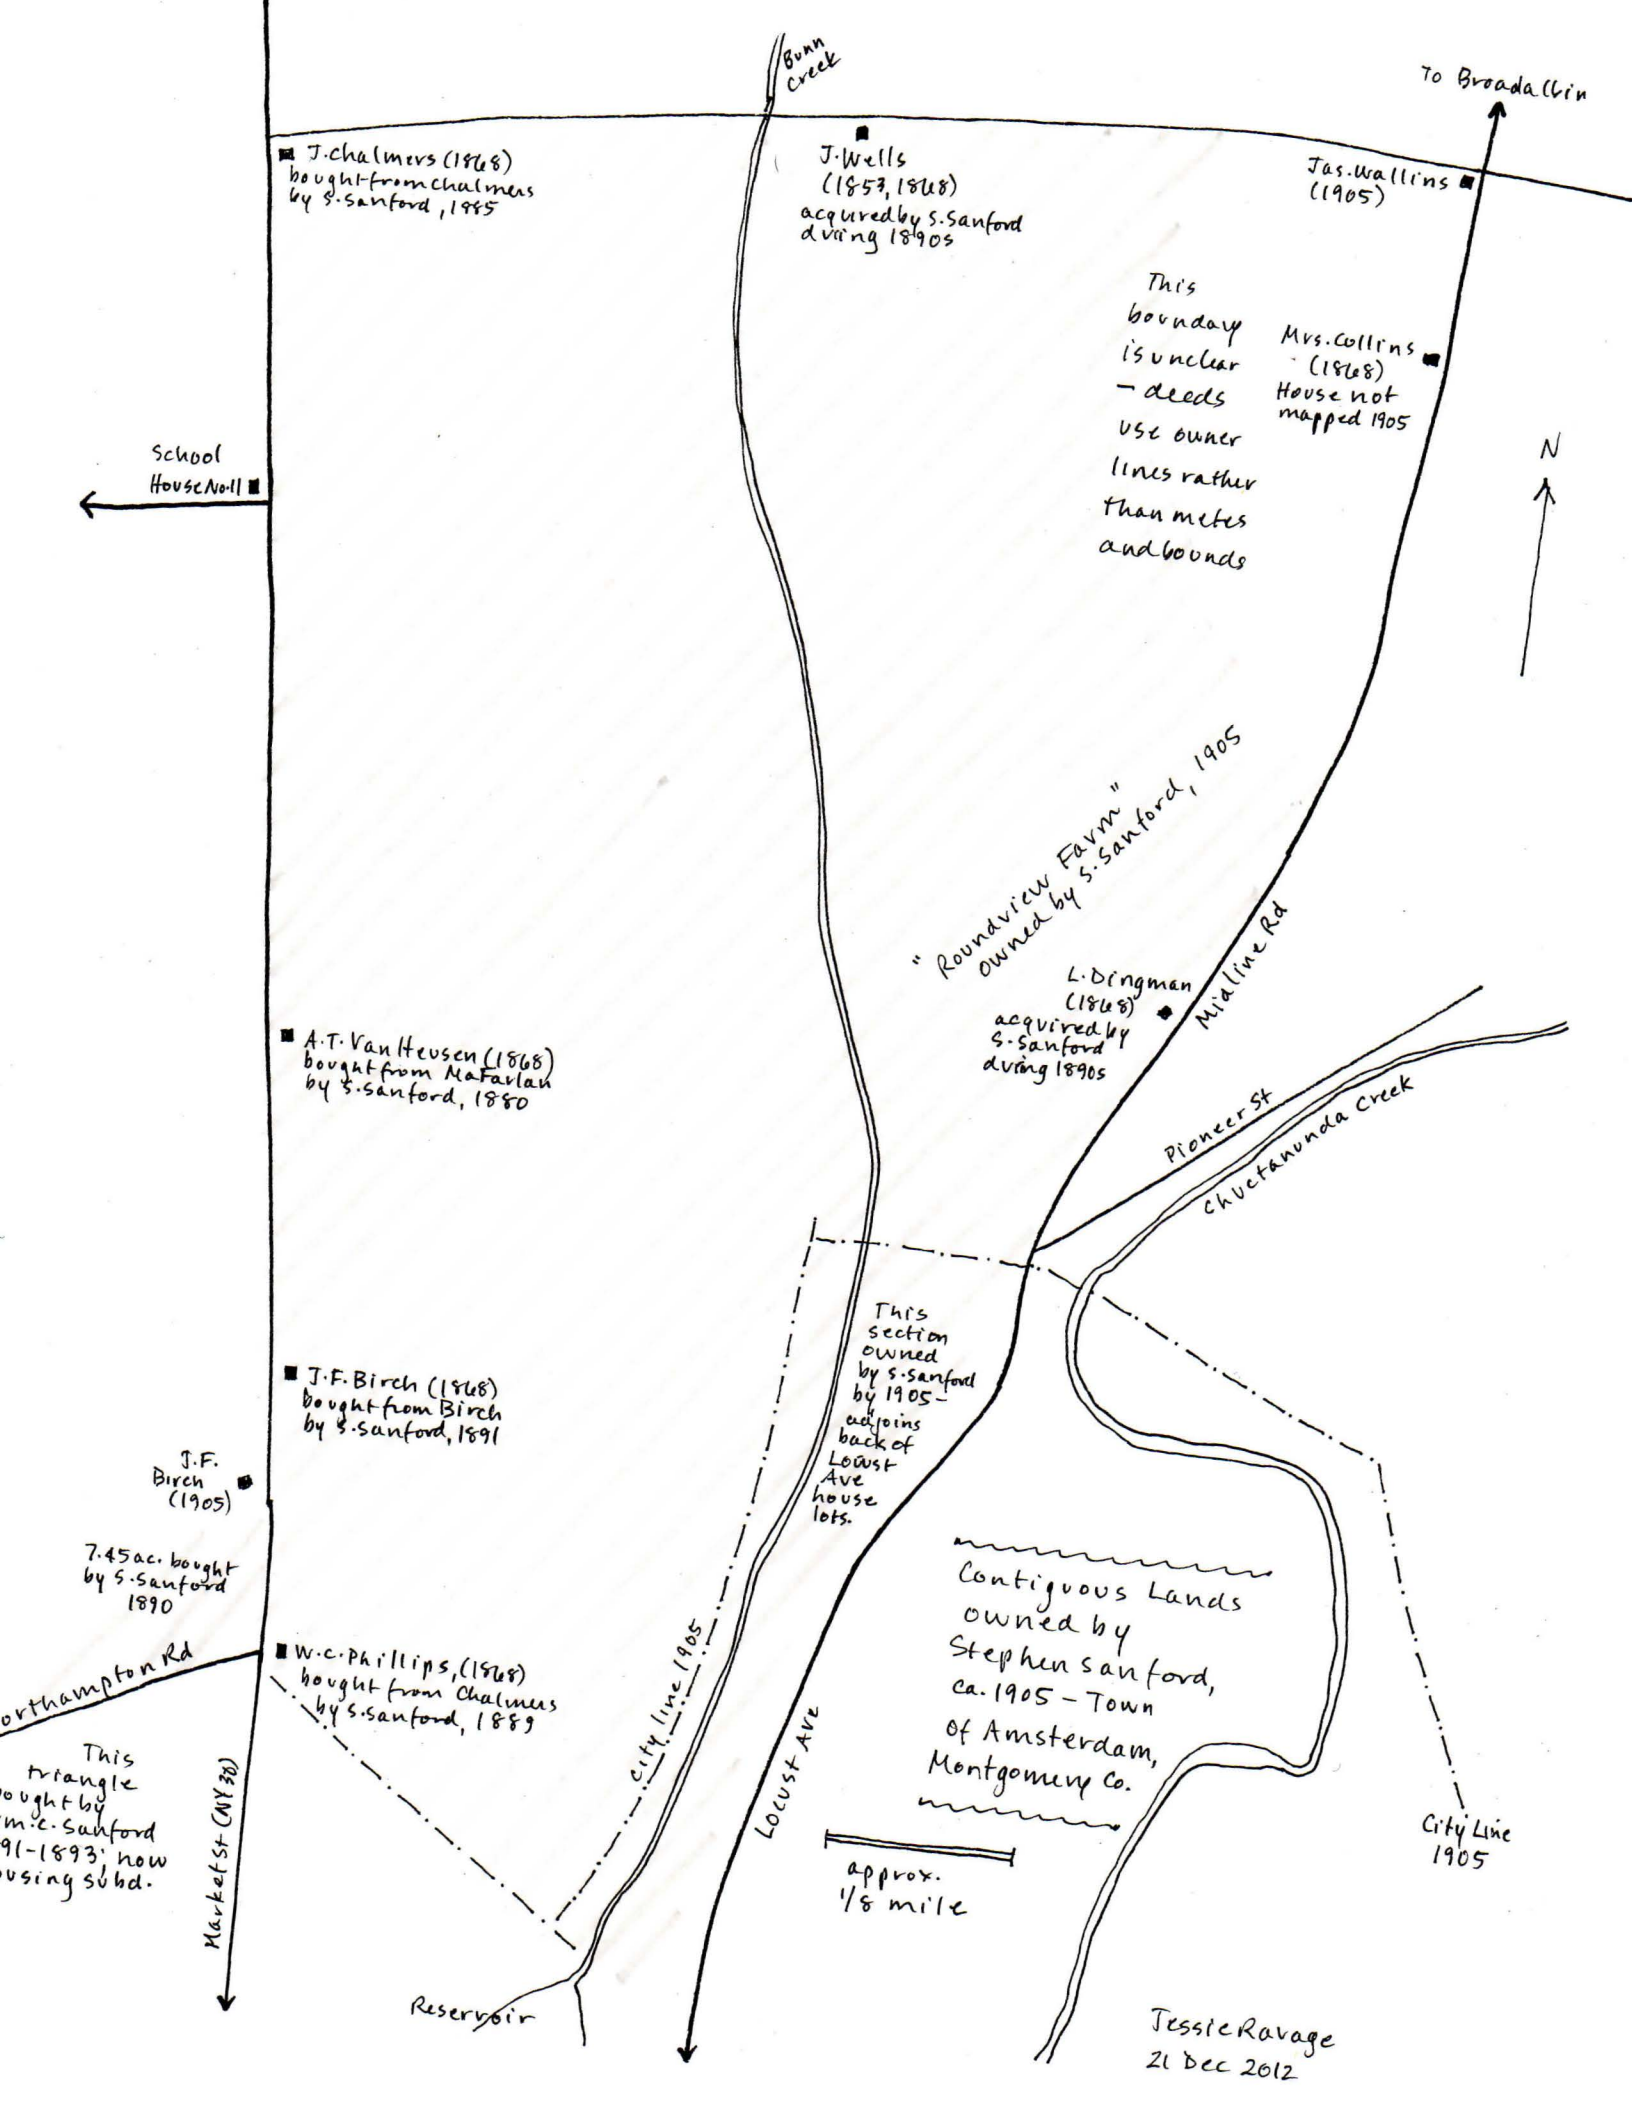 Bunn
Creek
To Broadalbin
J. Chalmers (1868)
bought from Chalmers
by S. Sanford, 1885
J. Wells
(1853, 1868)
acquired by S. Sanford
during 1890s
Jas. Wallins
(1905)
This
boundary
is unclear
— deeds
use owner
lines rather
than metes
and bounds
Mrs. Collins
(1868)
House not
mapped 1905
N
School
House No. 11
"Roundview Farm"
owned by S. Sanford, 1905
L. Dingman
(1868)
acquired by
S. Sanford
during 1890s
Midline Rd
A.T. Van Heusen (1868)
bought from McFarlan
by S. Sanford, 1880
Pioneer St
Chuctanunda Creek
This
section
owned
by S. Sanford
by 1905 –
adjoins
back of
Locust
Ave
house
lots.
J.F. Birch (1868)
bought from Birch
by S. Sanford, 1891
J.F.
Birch
(1905)
7.45 ac. bought
by S. Sanford
1890
orthampton Rd
W.C. Phillips, (1868)
bought from Chalmers
by S. Sanford, 1889
City line 1905
Contiguous Lands
owned by
Stephen Sanford,
ca. 1905 – Town
of Amsterdam,
Montgomery Co.
This
triangle
ought by
m. C. Sanford
91-1893; now
using subd.
Market St (NY 30)
Locust Ave
approx.
1/8 mile
City Line
1905
Reservoir
Jessie Ravage
21 Dec 2012